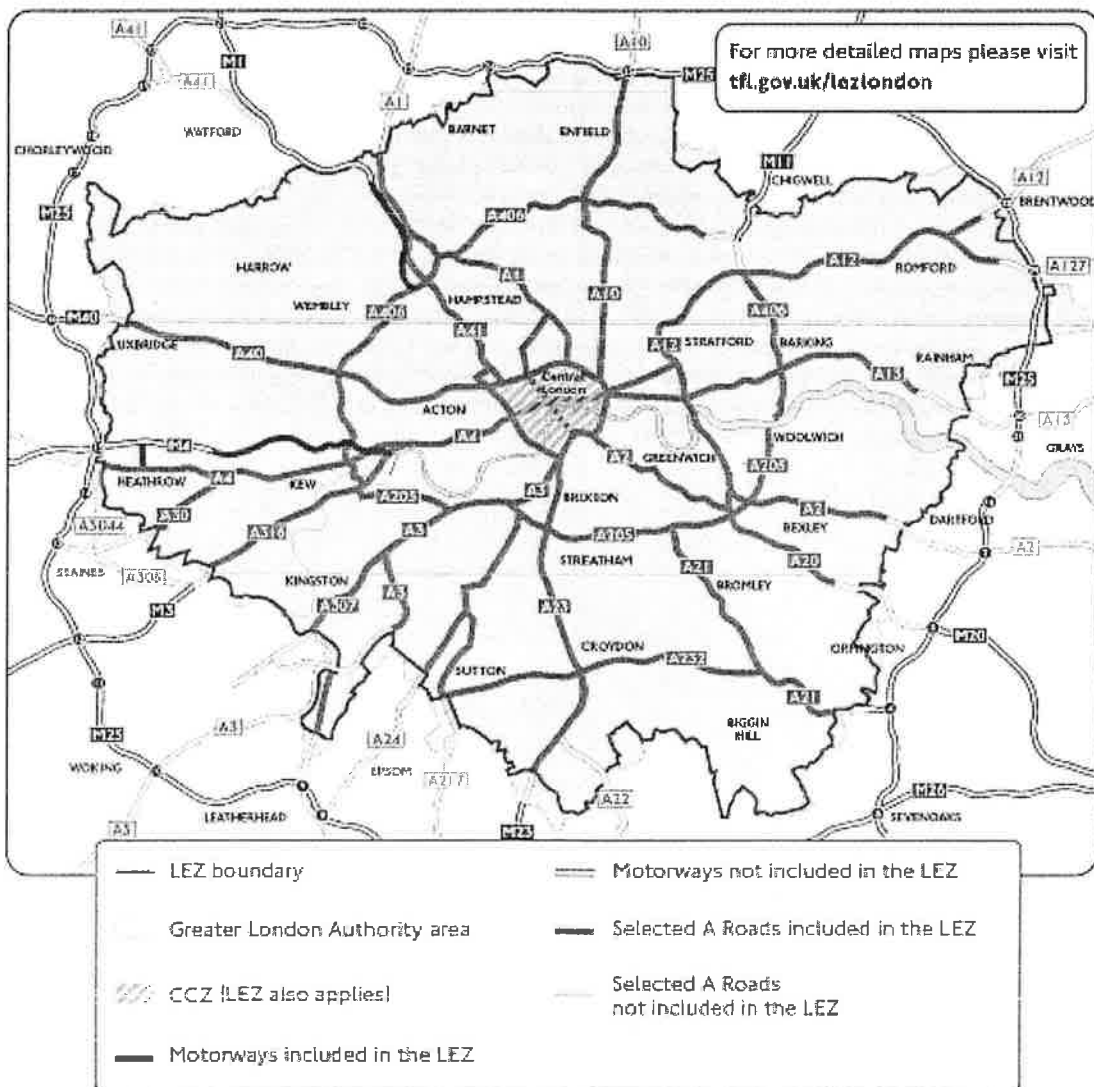 A41
A10
M1
For more detailed maps please visit
tfl.gov.uk/lezlondon
M25
A41
A1
WATFORD
BARNET
ENFIELD
CHORLEYWOOD
M11
CHIGWELL
A12
BRENTWOOD
M25
A406
HARROW
A1
A12
ROMFORD
A127
WEMBLEY
HAMPSTEAD
A10
A406
M40
A406
A41
UXBRIDGE
A40
A12
STRATFORD
BARKING
RAINHAM
Central
London
A13
M25
ACTON
A13
M4
A4
WOOLWICH
GRAYS
HEATHROW
A4
KEW
A2
GREENWICH
A205
A205
A3
BRIXTON
A30
A2
DARTFORD
A3044
A316
A3
A205
BEXLEY
A2
STAINES
STREATHAM
A21
A20
A308
KINGSTON
BROMLEY
M3
A307
A3
A23
M20
CROYDON
A232
ORPINGTON
SUTTON
A21
A3
BIGGIN
HILL
M25
A24
WOKING
EPSOM
A217
A22
M26
LEATHERHEAD
SEVENOAKS
A3
M23
LEZ boundary
Motorways not included in the LEZ
Greater London Authority area
Selected A Roads included in the LEZ
CCZ (LEZ also applies)
Selected A Roads
not included in the LEZ
Motorways included in the LEZ